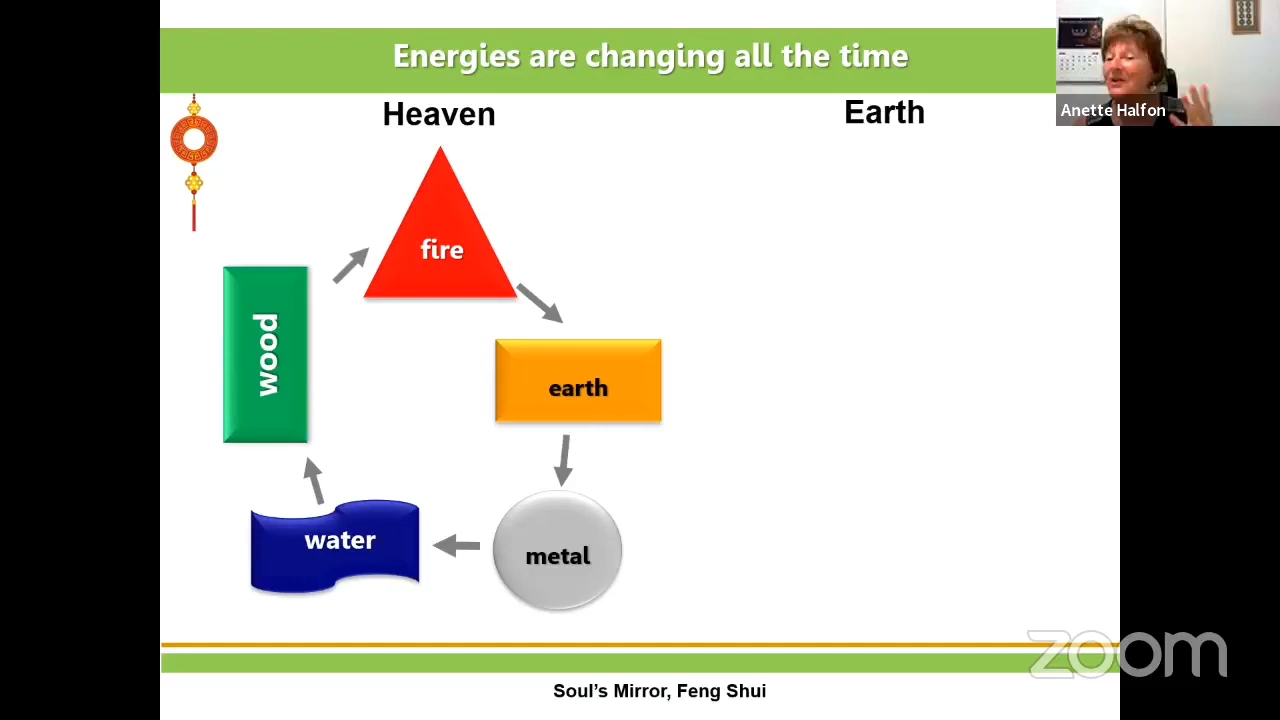 Energies are changing all the time
Anette Halfon
Heaven
Earth
fire
wood
earth
water
metal
zoom
Soul's Mirror, Feng Shui